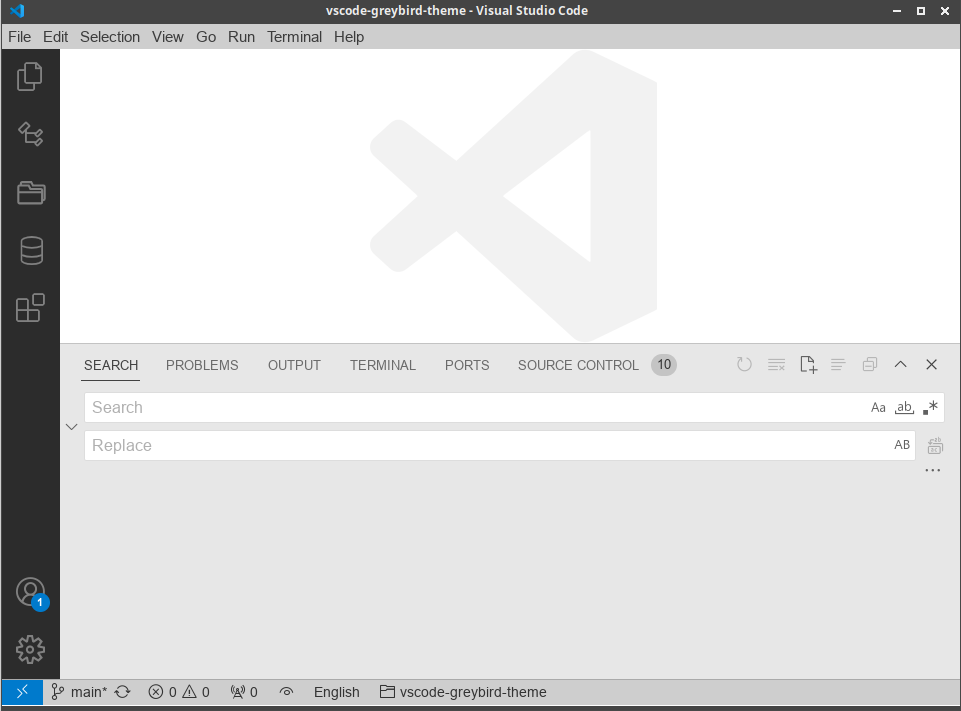 vscode-greybird-theme - Visual Studio Code
File Edit Selection View Go Run Terminal Help
SEARCH PROBLEMS OUTPUT TERMINAL PORTS SOURCE CONTROL 10
Search Aa ab
Replace AB
1
main* 0 0 0 English vscode-greybird-theme